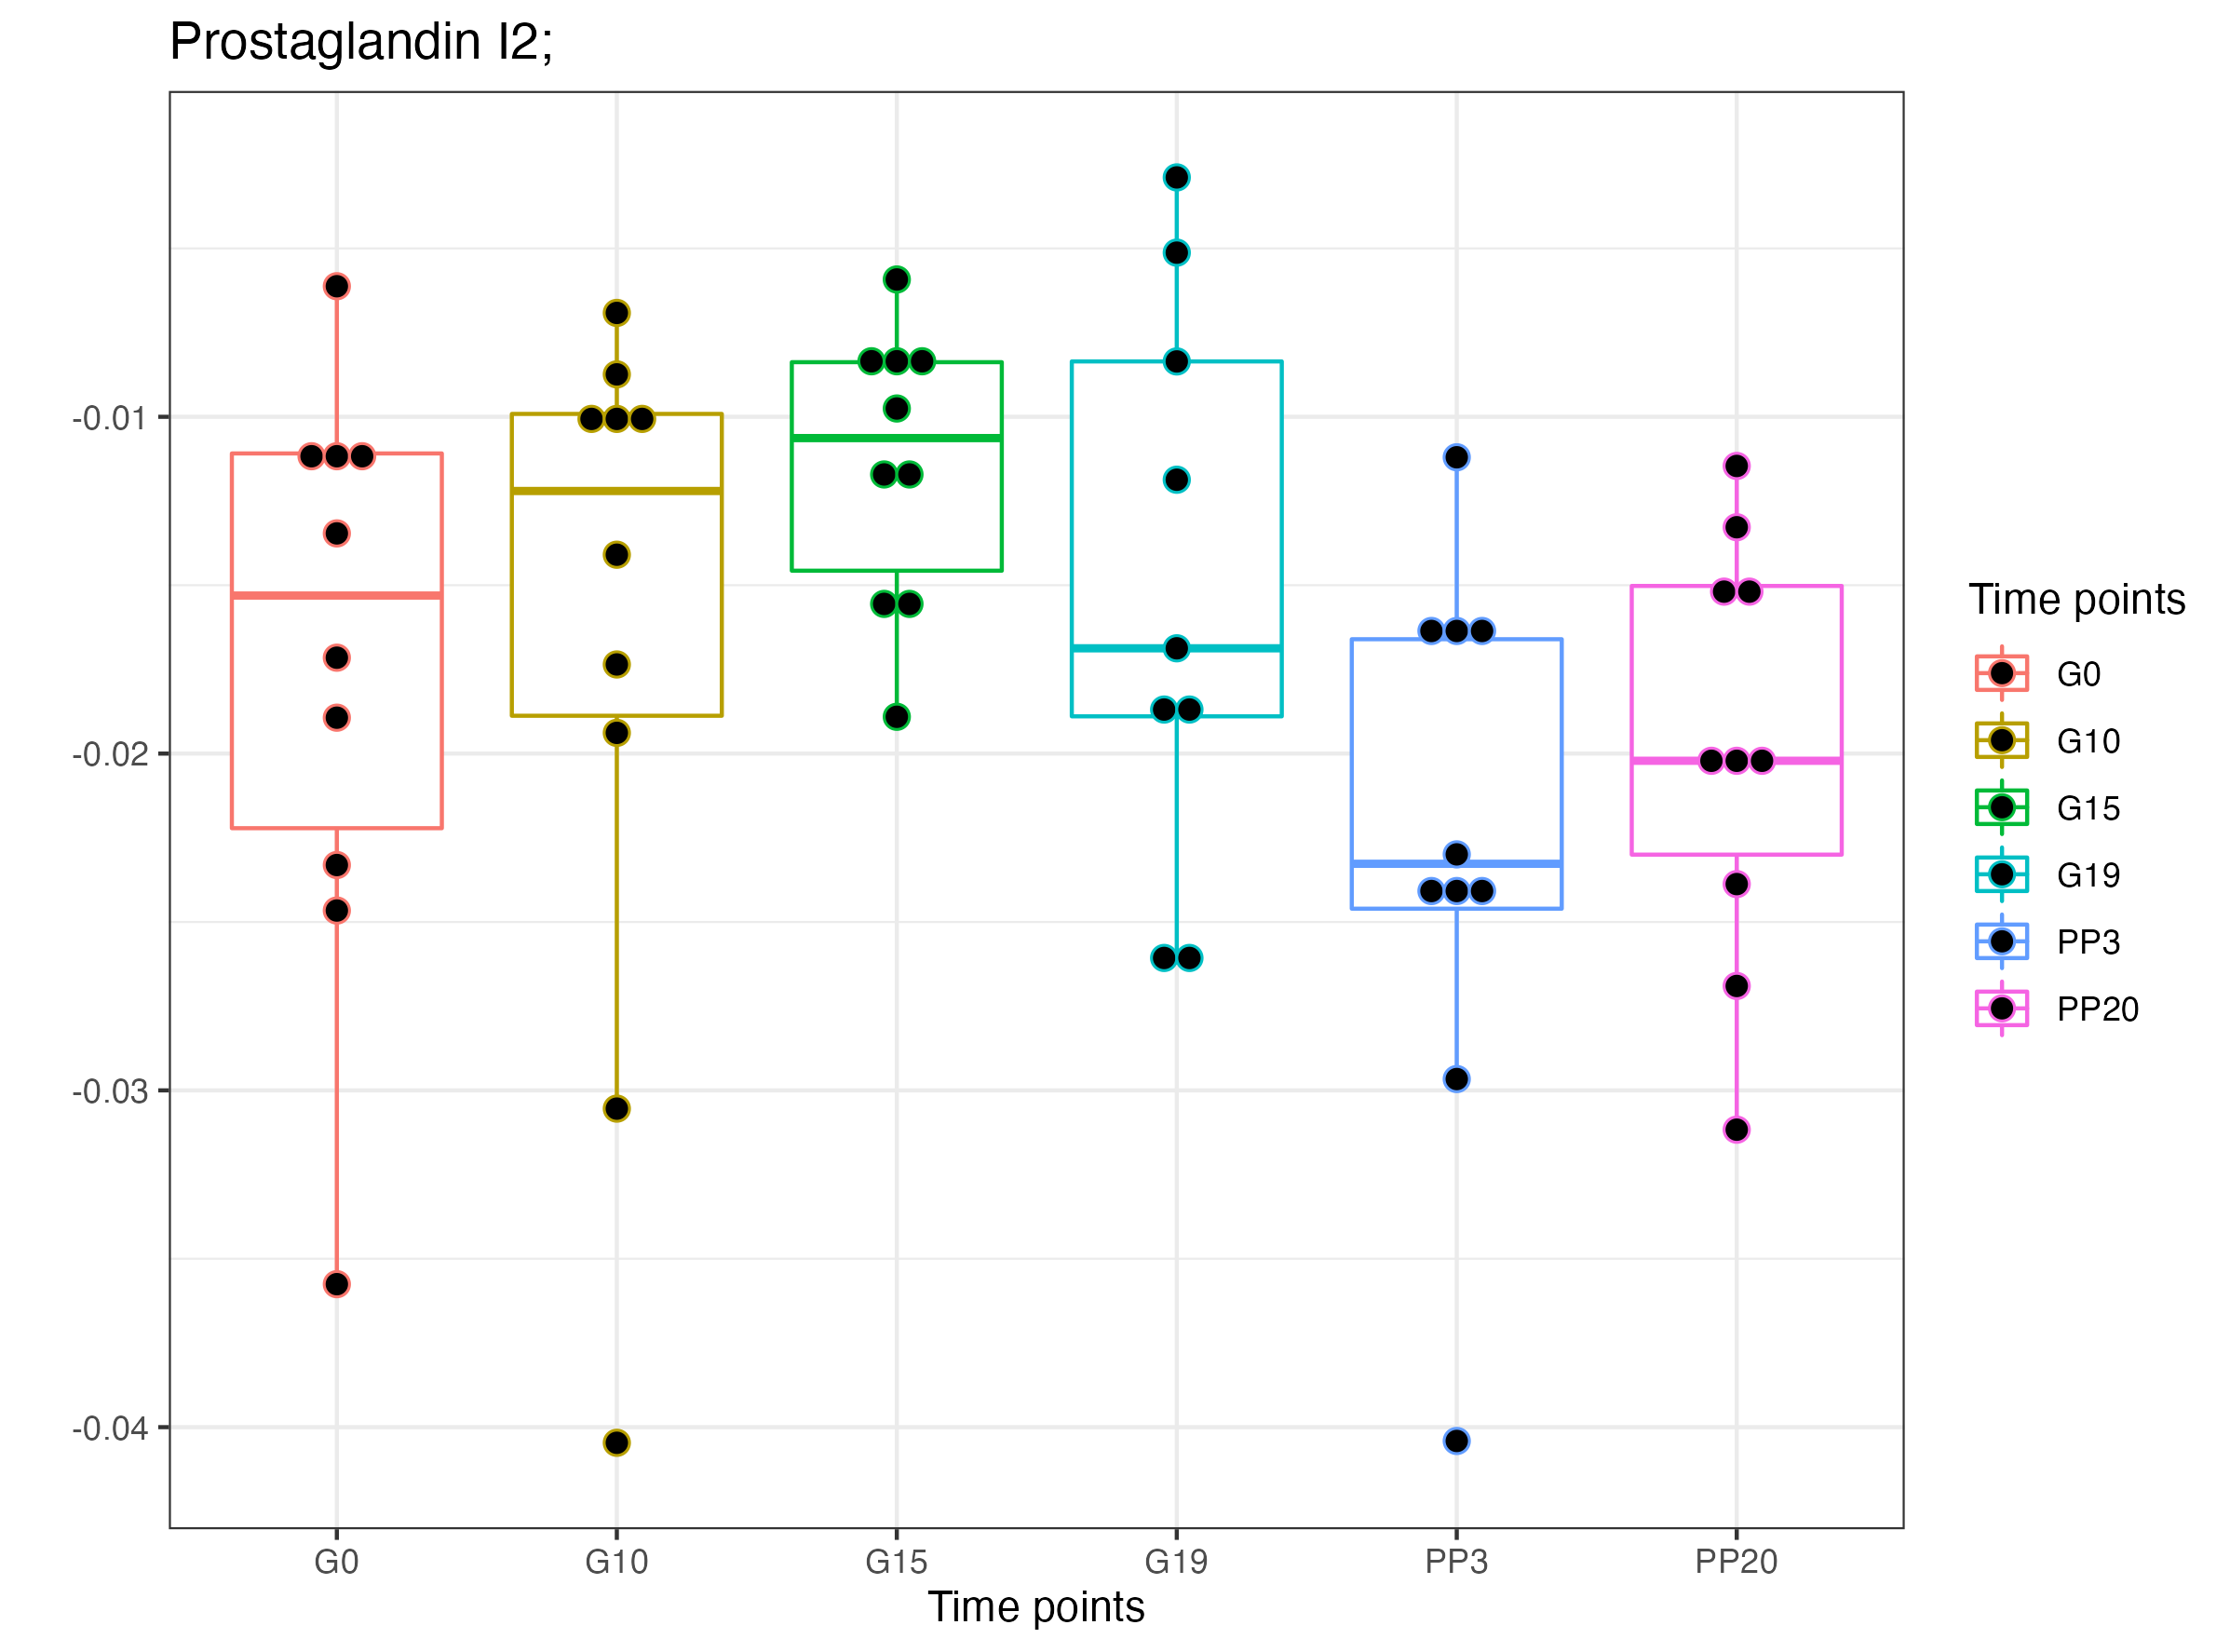 Prostaglandin I2;
-0.01
-0.02
-0.03
-0.04
G0 G10 G15 G19 PP3 PP20
Time points
Time points
G0
G10
G15
G19
PP3
PP20